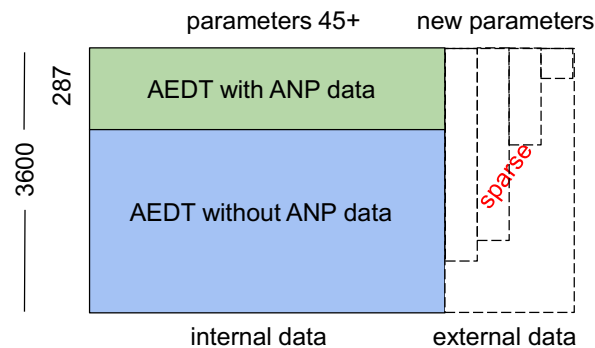 parameters 45+
new parameters
287
AEDT with ANP data
3600
sparse
AEDT without ANP data
internal data
external data